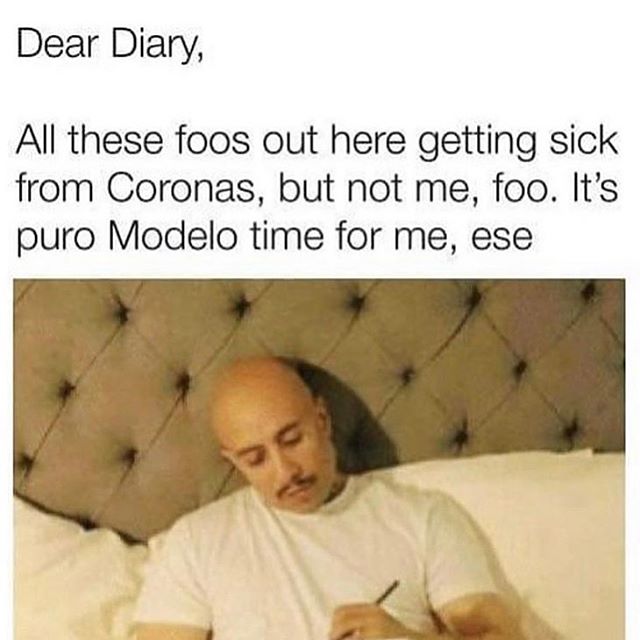 Dear Diary,
All these foos out here getting sick
from Coronas, but not me, foo. It's
puro Modelo time for me, ese